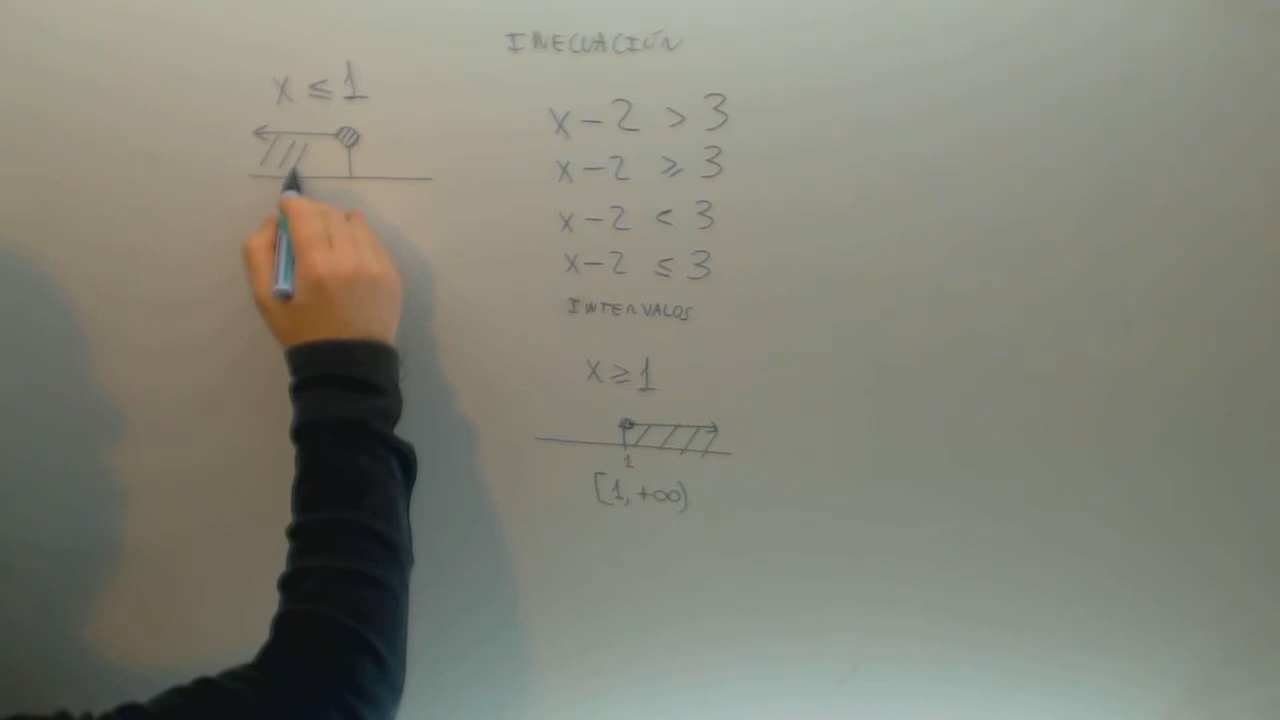 INECUACIÓN
x ≤ 1
x - 2 > 3
x - 2 ≥ 3
x - 2 < 3
x - 2 ≤ 3
INTERVALOS
x ≥ 1
1
[1, +∞)